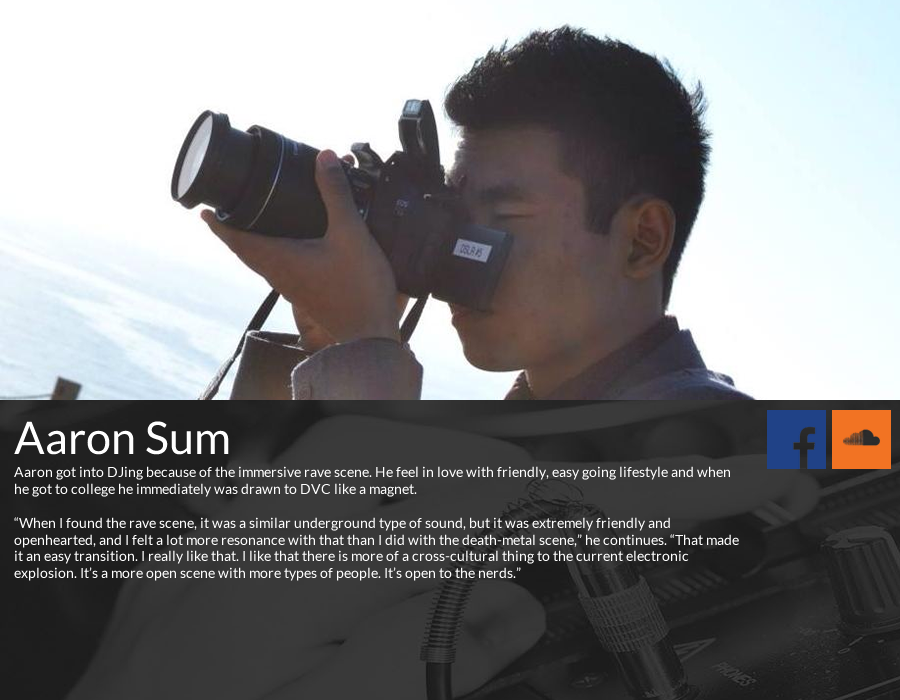 DSLR #5
Aaron Sum
Aaron got into DJing because of the immersive rave scene. He feel in love with friendly, easy going lifestyle and when
he got to college he immediately was drawn to DVC like a magnet.
“When I found the rave scene, it was a similar underground type of sound, but it was extremely friendly and
openhearted, and I felt a lot more resonance with that than I did with the death-metal scene,” he continues. “That made
it an easy transition. I really like that. I like that there is more of a cross-cultural thing to the current electronic
explosion. It’s a more open scene with more types of people. It’s open to the nerds.”
PHONES